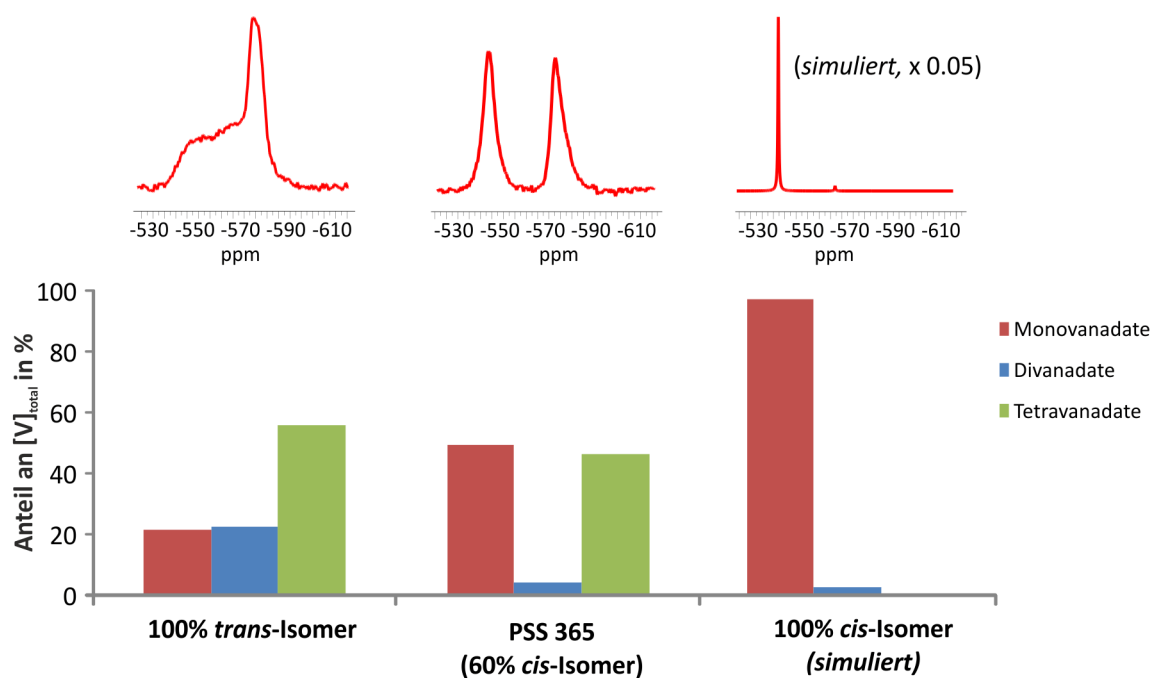 (simuliert, x 0.05)
-530 -550 -570 -590 -610
ppm
-530 -550 -570 -590 -610
ppm
-530 -550 -570 -590 -610
ppm
Anteil an [V]total in %
100
80
60
40
20
0
Monovanadate
Divanadate
Tetravanadate
100% trans-Isomer
PSS 365
(60% cis-Isomer)
100% cis-Isomer
(simuliert)